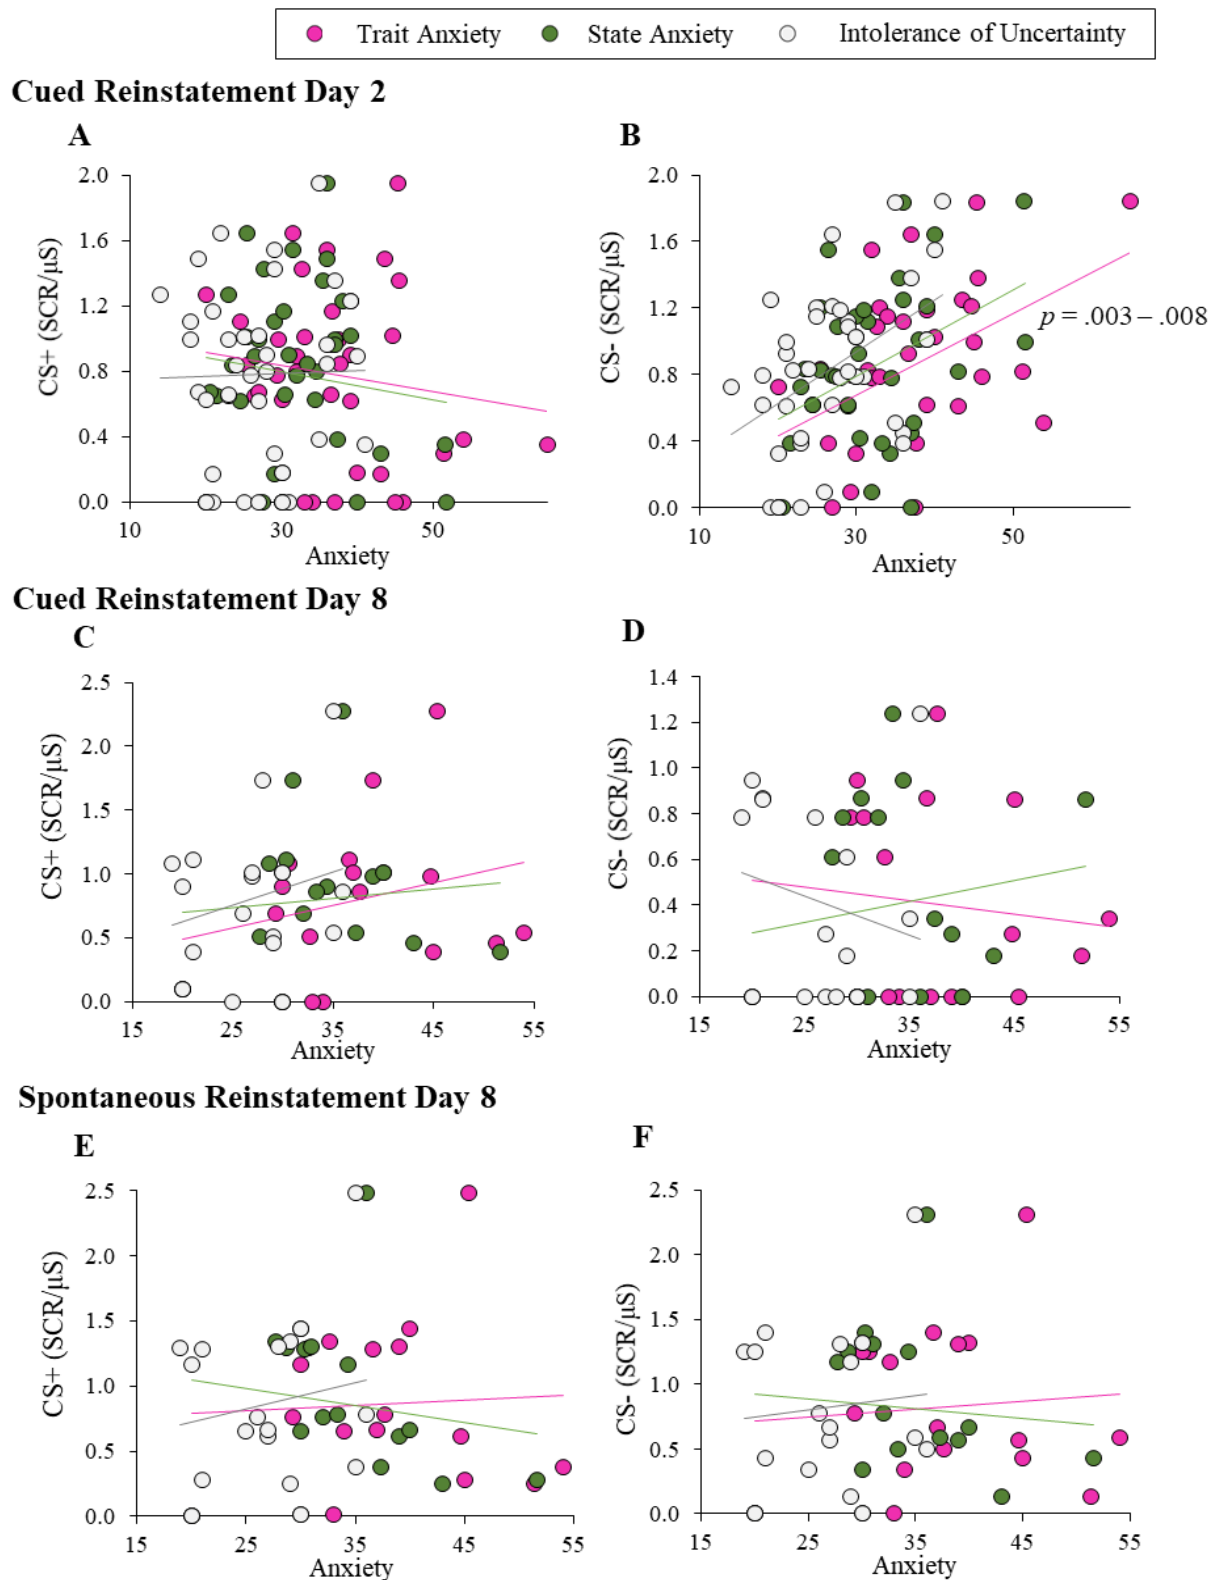 Trait Anxiety State Anxiety Intolerance of Uncertainty
Cued Reinstatement Day 2
A
B
CS+ (SCR/µS)
2.0
1.6
1.2
0.8
0.4
0.0
10 30 50
Anxiety
CS- (SCR/µS)
2.0
1.6
1.2
0.8
0.4
0.0
10 30 50
Anxiety
p = .003 – .008
Cued Reinstatement Day 8
C
D
CS+ (SCR/µS)
2.5
2.0
1.5
1.0
0.5
0.0
15 25 35 45 55
Anxiety
CS- (SCR/µS)
1.4
1.2
1.0
0.8
0.6
0.4
0.2
0.0
15 25 35 45 55
Anxiety
Spontaneous Reinstatement Day 8
E
F
CS+ (SCR/µS)
2.5
2.0
1.5
1.0
0.5
0.0
15 25 35 45 55
Anxiety
CS- (SCR/µS)
2.5
2.0
1.5
1.0
0.5
0.0
15 25 35 45 55
Anxiety